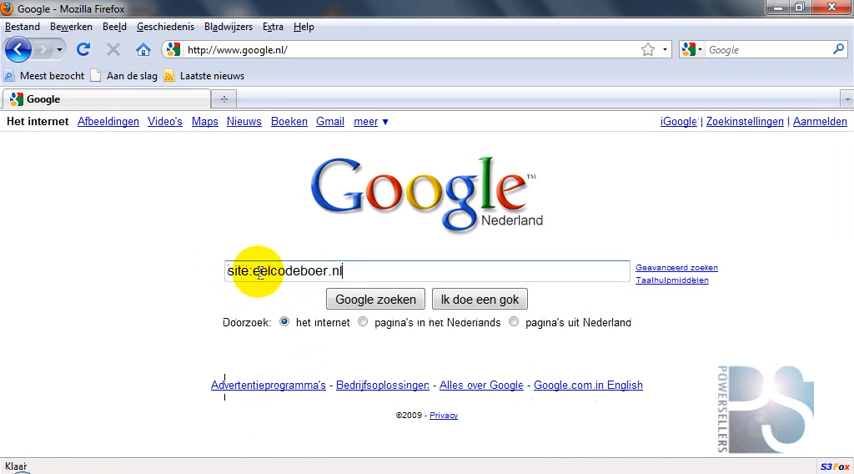 Google - Mozilla Firefox
Bestand Bewerken Beeld Geschiedenis Bladwijzers Extra Help
http://www.google.nl/ Google
Meest bezocht Aan de slag Laatste nieuws
Google
Het internet Afbeeldingen Video's Maps Nieuws Boeken Gmail meer ▼ iGoogle | Zoekinstellingen | Aanmelden
Google™
Nederland
site:eelcodeboer.nl
Geavanceerd zoeken
Taalhulpmiddelen
Google zoeken Ik doe een gok
Doorzoek: het internet pagina's in het Nederlands pagina's uit Nederland
Advertentieprogramma's - Bedrijfsoplossingen - Alles over Google - Google.com in English
©2009 - Privacy
POWERSELLERS
PS
Klaar S3Fox